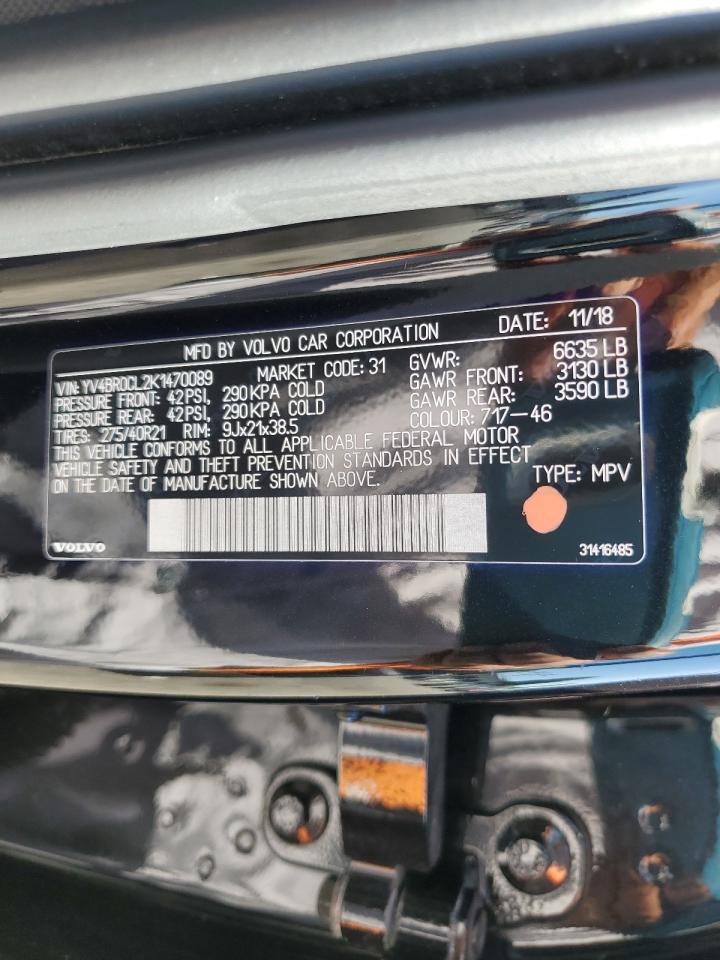 MFD BY VOLVO CAR CORPORATION DATE: 11/18
VIN: YV4BR0CL2K1470089 MARKET CODE: 31 GVWR: 6635 LB
PRESSURE FRONT: 42PSI, 290KPA COLD GAWR FRONT: 3130 LB
PRESSURE REAR: 42PSI, 290KPA COLD GAWR REAR: 3590 LB
TIRES: 275/40R21 RIM: 9Jx21x38.5 COLOUR: 717-46
THIS VEHICLE CONFORMS TO ALL APPLICABLE FEDERAL MOTOR
VEHICLE SAFETY AND THEFT PREVENTION STANDARDS IN EFFECT
ON THE DATE OF MANUFACTURE SHOWN ABOVE. TYPE: MPV
VOLVO 31416485